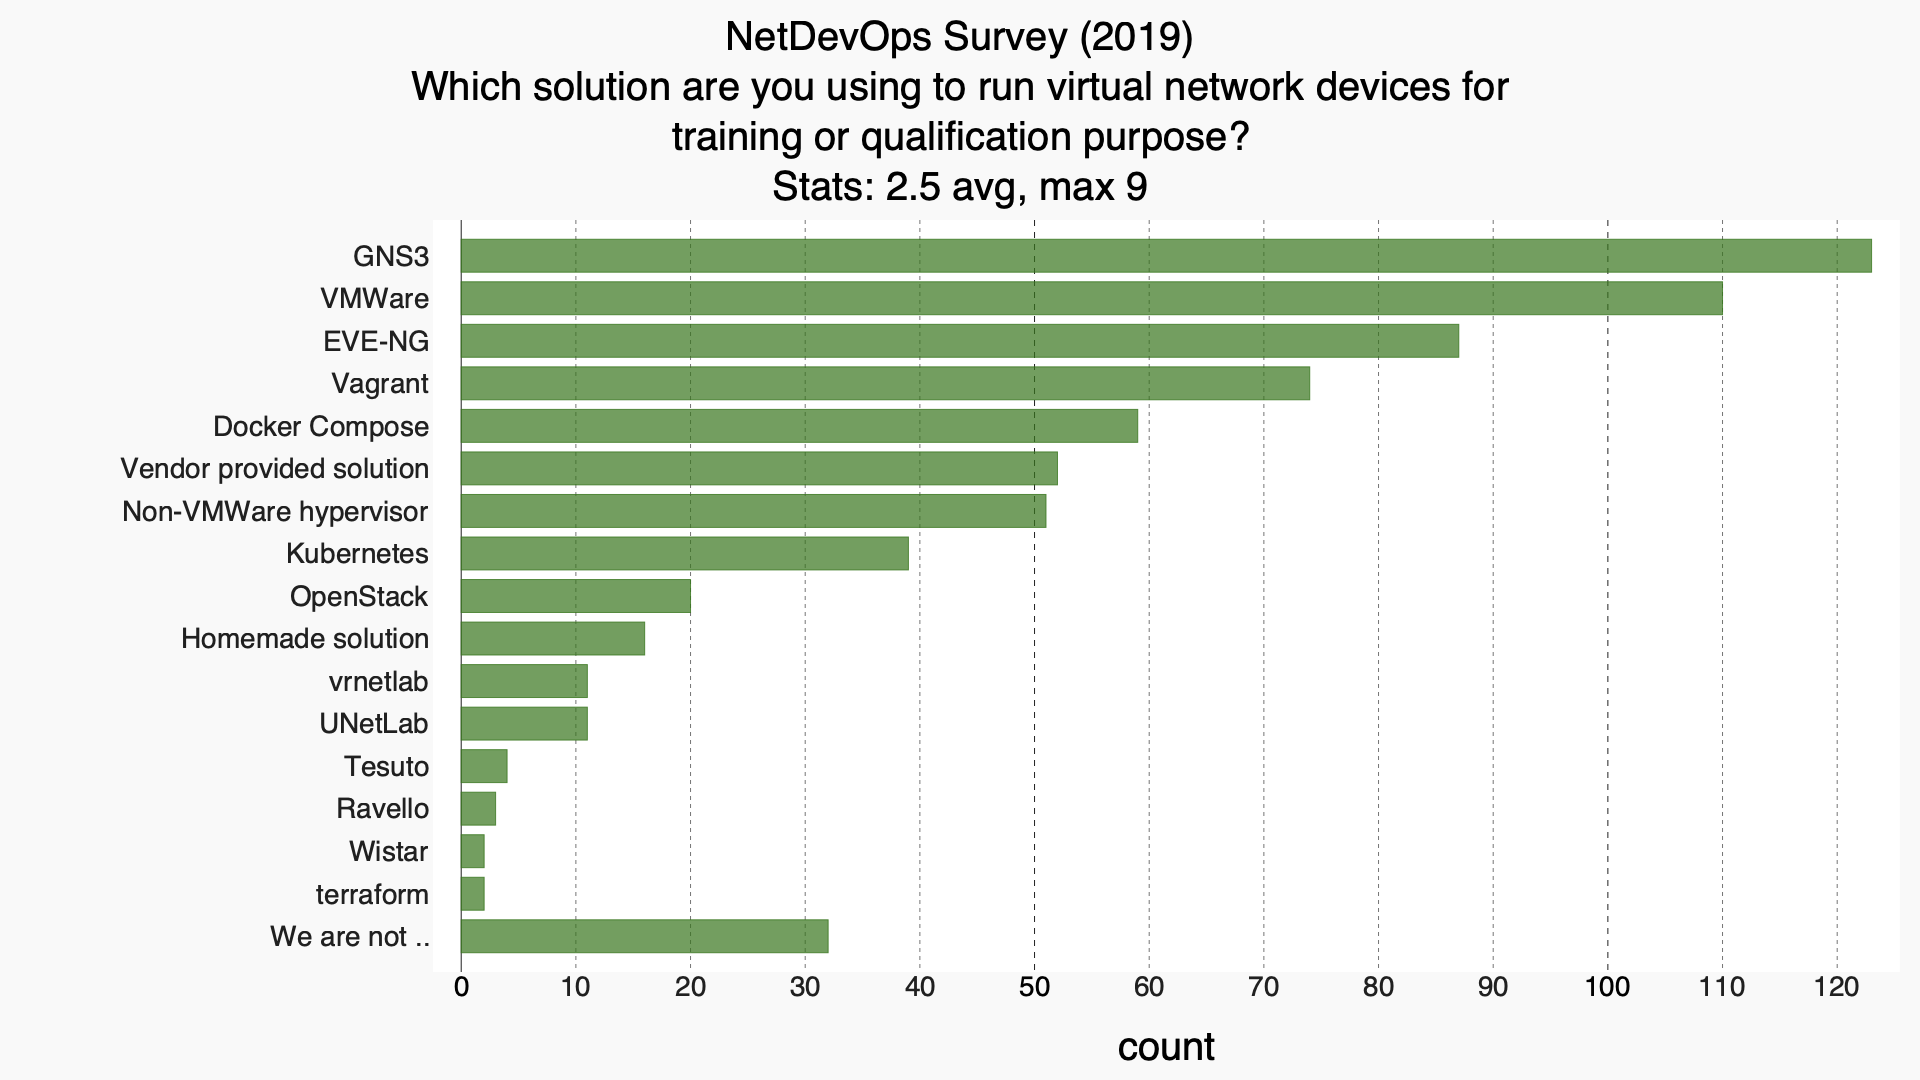 NetDevOps Survey (2019)
Which solution are you using to run virtual network devices for
training or qualification purpose?
Stats: 2.5 avg, max 9
GNS3
VMWare
EVE-NG
Vagrant
Docker Compose
Vendor provided solution
Non-VMWare hypervisor
Kubernetes
OpenStack
Homemade solution
vrnetlab
UNetLab
Tesuto
Ravello
Wistar
terraform
We are not ..
0 10 20 30 40 50 60 70 80 90 100 110 120
count